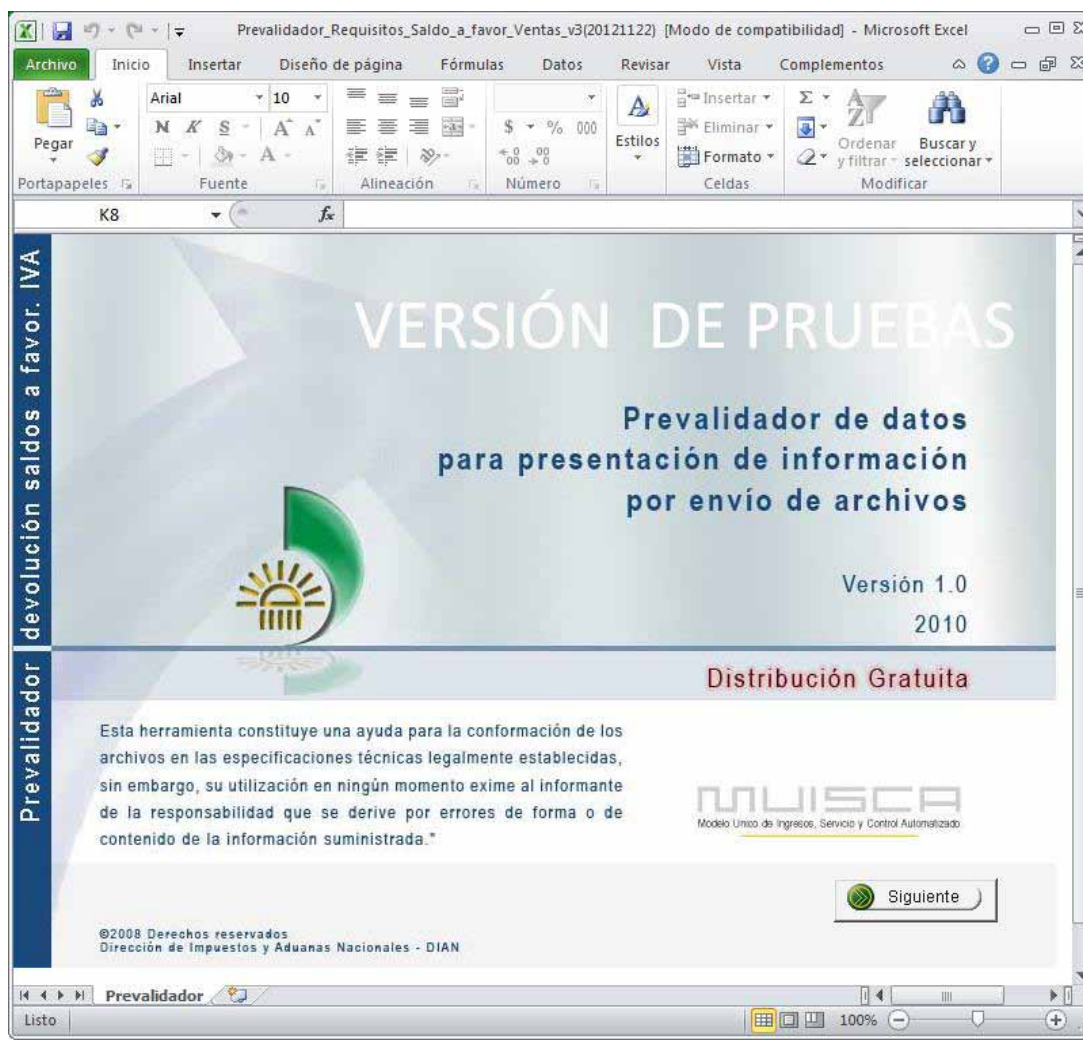 Prevalidador_Requisitos_Saldo_a_favor_Ventas_v3(20121122) [Modo de compatibilidad] - Microsoft Excel
Archivo Inicio Insertar Diseño de página Fórmulas Datos Revisar Vista Complementos
Pegar
Portapapeles
Arial 10
N K S A A
A
Fuente
Alineación
$ % 000
Número
Estilos
Insertar
Eliminar
Formato
Celdas
Ordenar y filtrar
Buscar y seleccionar
Modificar
K8 fx
Prevalidador devolución saldos a favor. IVA
VERSIÓN DE PRUEBAS
Prevalidador de datos
para presentación de información
por envío de archivos
Versión 1.0
2010
Distribución Gratuita
Esta herramienta constituye una ayuda para la conformación de los
archivos en las especificaciones técnicas legalmente establecidas,
sin embargo, su utilización en ningún momento exime al informante
de la responsabilidad que se derive por errores de forma o de
contenido de la información suministrada."
MUISCA
Modelo Unico de Ingresos, Servicio y Control Automatizado
Siguiente
©2008 Derechos reservados
Dirección de Impuestos y Aduanas Nacionales - DIAN
Prevalidador
Listo 100%